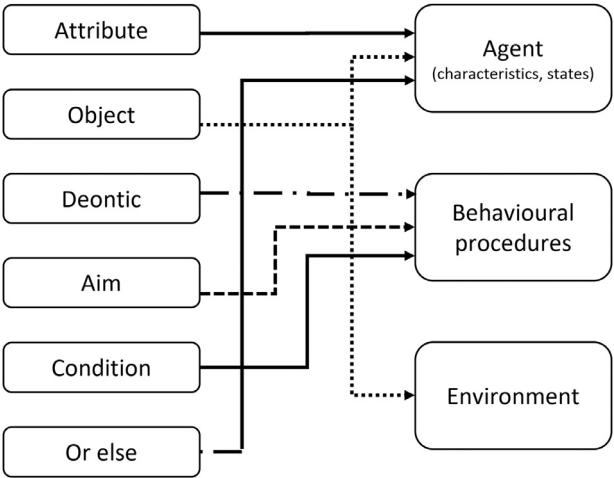 Attribute
Object
Deontic
Aim
Condition
Or else
Agent
(characteristics, states)
Behavioural
procedures
Environment